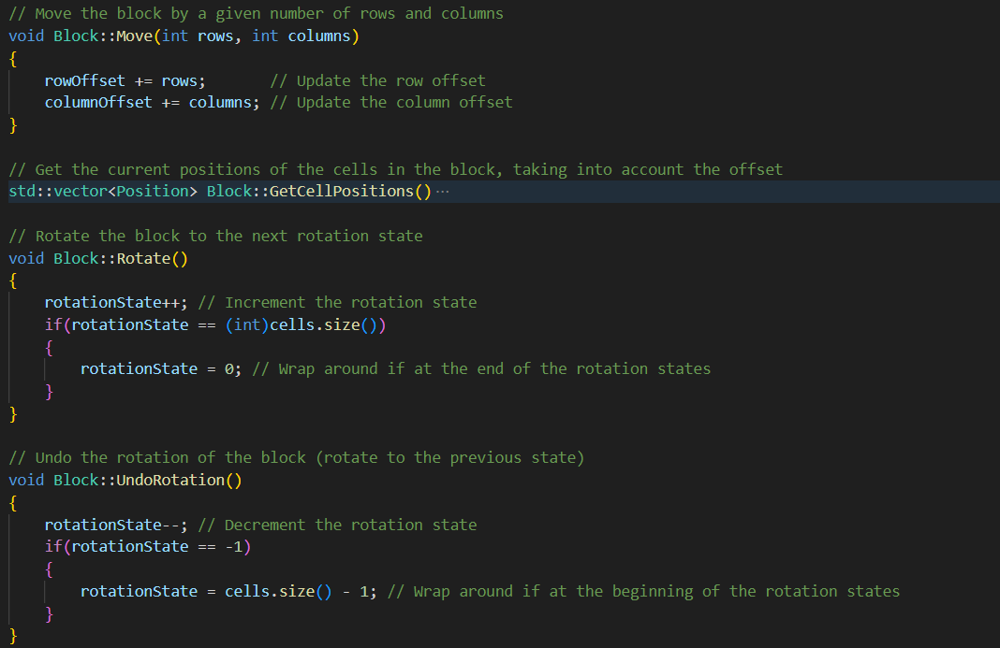 // Move the block by a given number of rows and columns
void Block::Move(int rows, int columns)
{
    rowOffset += rows;       // Update the row offset
    columnOffset += columns; // Update the column offset
}

// Get the current positions of the cells in the block, taking into account the offset
std::vector<Position> Block::GetCellPositions() ···

// Rotate the block to the next rotation state
void Block::Rotate()
{
    rotationState++; // Increment the rotation state
    if(rotationState == (int)cells.size())
    {
        rotationState = 0; // Wrap around if at the end of the rotation states
    }
}

// Undo the rotation of the block (rotate to the previous state)
void Block::UndoRotation()
{
    rotationState--; // Decrement the rotation state
    if(rotationState == -1)
    {
        rotationState = cells.size() - 1; // Wrap around if at the beginning of the rotation states
    }
}